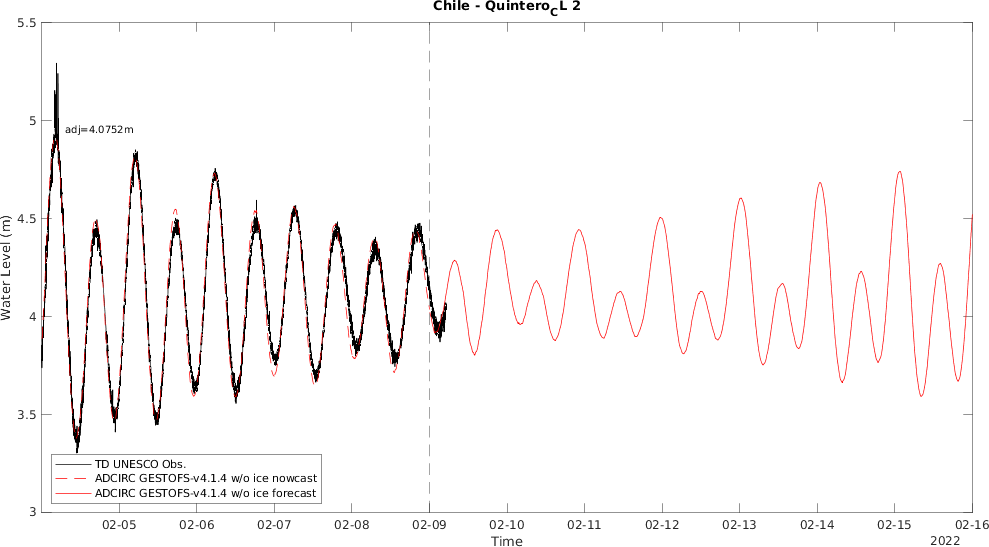 Chile - Quintero_CL 2
5.5
5
4.5
4
3.5
3
Water Level (m)
adj=4.0752m
TD UNESCO Obs.
ADCIRC GESTOFS-v4.1.4 w/o ice nowcast
ADCIRC GESTOFS-v4.1.4 w/o ice forecast
02-05 02-06 02-07 02-08 02-09 02-10 02-11 02-12 02-13 02-14 02-15 02-16
Time
2022